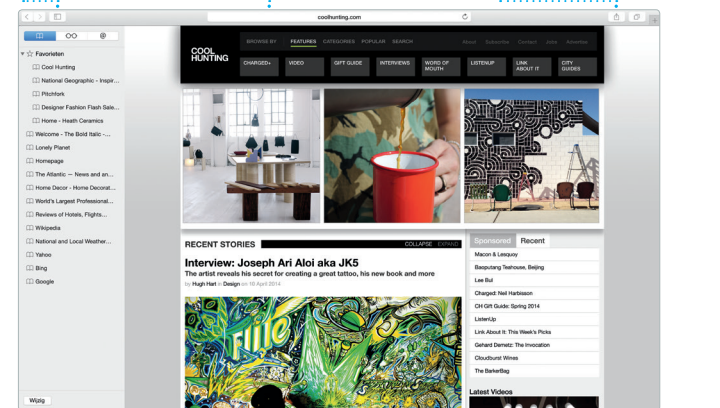 coolhunting.com
@
Favorieten
Cool Hunting
National Geographic - Inspir...
Pitchfork
Designer Fashion Flash Sale...
Home - Heath Ceramics
Welcome - The Bold Italic -...
Lonely Planet
Homepage
The Atlantic — News and an...
Home Decor - Home Decorat...
World's Largest Professional...
Reviews of Hotels, Flights...
Wikipedia
National and Local Weather...
Yahoo
Bing
Google
Wijzig
COOL
HUNTING
BROWSE BY FEATURES CATEGORIES POPULAR SEARCH
About Subscribe Contact Jobs Advertise
CHARGED+ VIDEO GIFT GUIDE INTERVIEWS WORD OF MOUTH LISTENUP LINK ABOUT IT CITY GUIDES
RECENT STORIES COLLAPSE EXPAND
Interview: Joseph Ari Aloi aka JK5
The artist reveals his secret for creating a great tattoo, his new book and more
by Hugh Hart in Design on 16 April 2014
Sponsored Recent
Macon & Lesquoy
Baoputang Teahouse, Beijing
Lee Bul
Charged: Neil Harbisson
CH Gift Guide: Spring 2014
ListenUp
Link About It: This Week's Picks
Gehard Demetz: The Invocation
Cloudburst Wines
The BarkerBag
Latest Videos